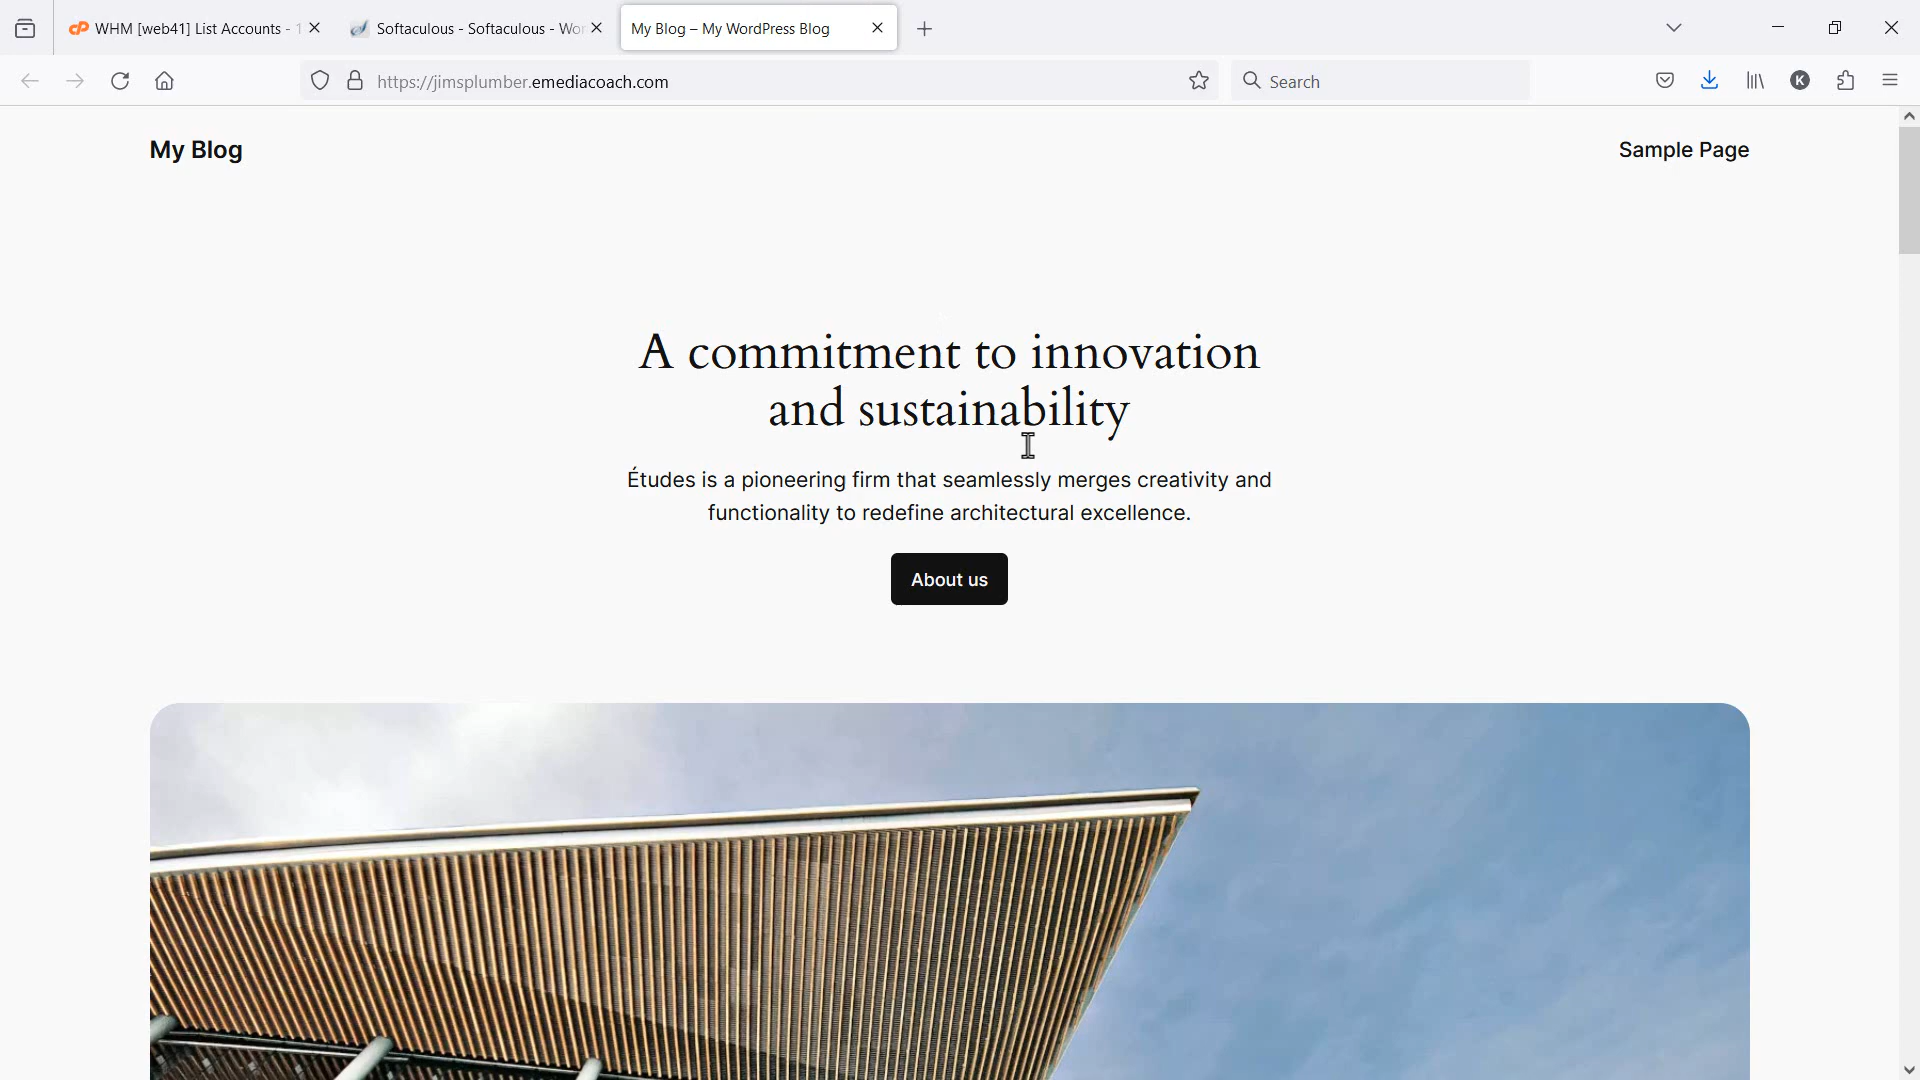 WHM [web41] List Accounts - 1
Softaculous - Softaculous - Wor
My Blog – My WordPress Blog
https://jimsplumber.emediacoach.com
Search
K
My Blog
Sample Page
A commitment to innovation
and sustainability
Études is a pioneering firm that seamlessly merges creativity and
functionality to redefine architectural excellence.
About us